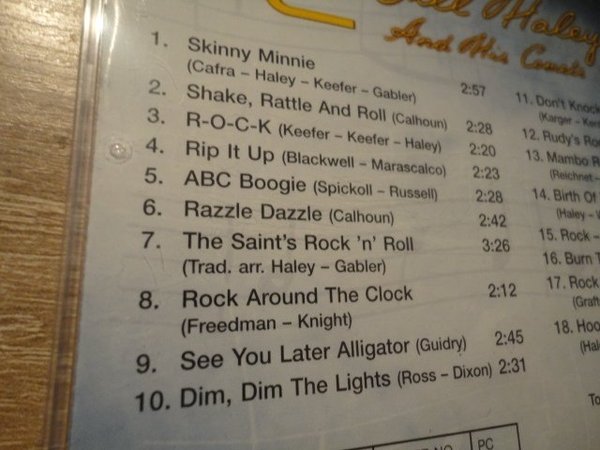 Bill Haley
And His Comets
1. Skinny Minnie
(Cafra – Haley – Keefer – Gabler) 2:57
2. Shake, Rattle And Roll (Calhoun) 2:28
3. R-O-C-K (Keefer – Keefer – Haley) 2:20
4. Rip It Up (Blackwell – Marascalco) 2:23
5. ABC Boogie (Spickoll – Russell) 2:28
6. Razzle Dazzle (Calhoun) 2:42
7. The Saint's Rock 'n' Roll 3:26
(Trad. arr. Haley – Gabler)
8. Rock Around The Clock 2:12
(Freedman – Knight)
9. See You Later Alligator (Guidry) 2:45
10. Dim, Dim The Lights (Ross – Dixon) 2:31
11. Don't Knock
(Karger –
12. Rudy's
13. Mambo
(Reichnet –
14. Birth Of
(Haley –
15. Rock –
16. Burn
17. Rock
18.
PC